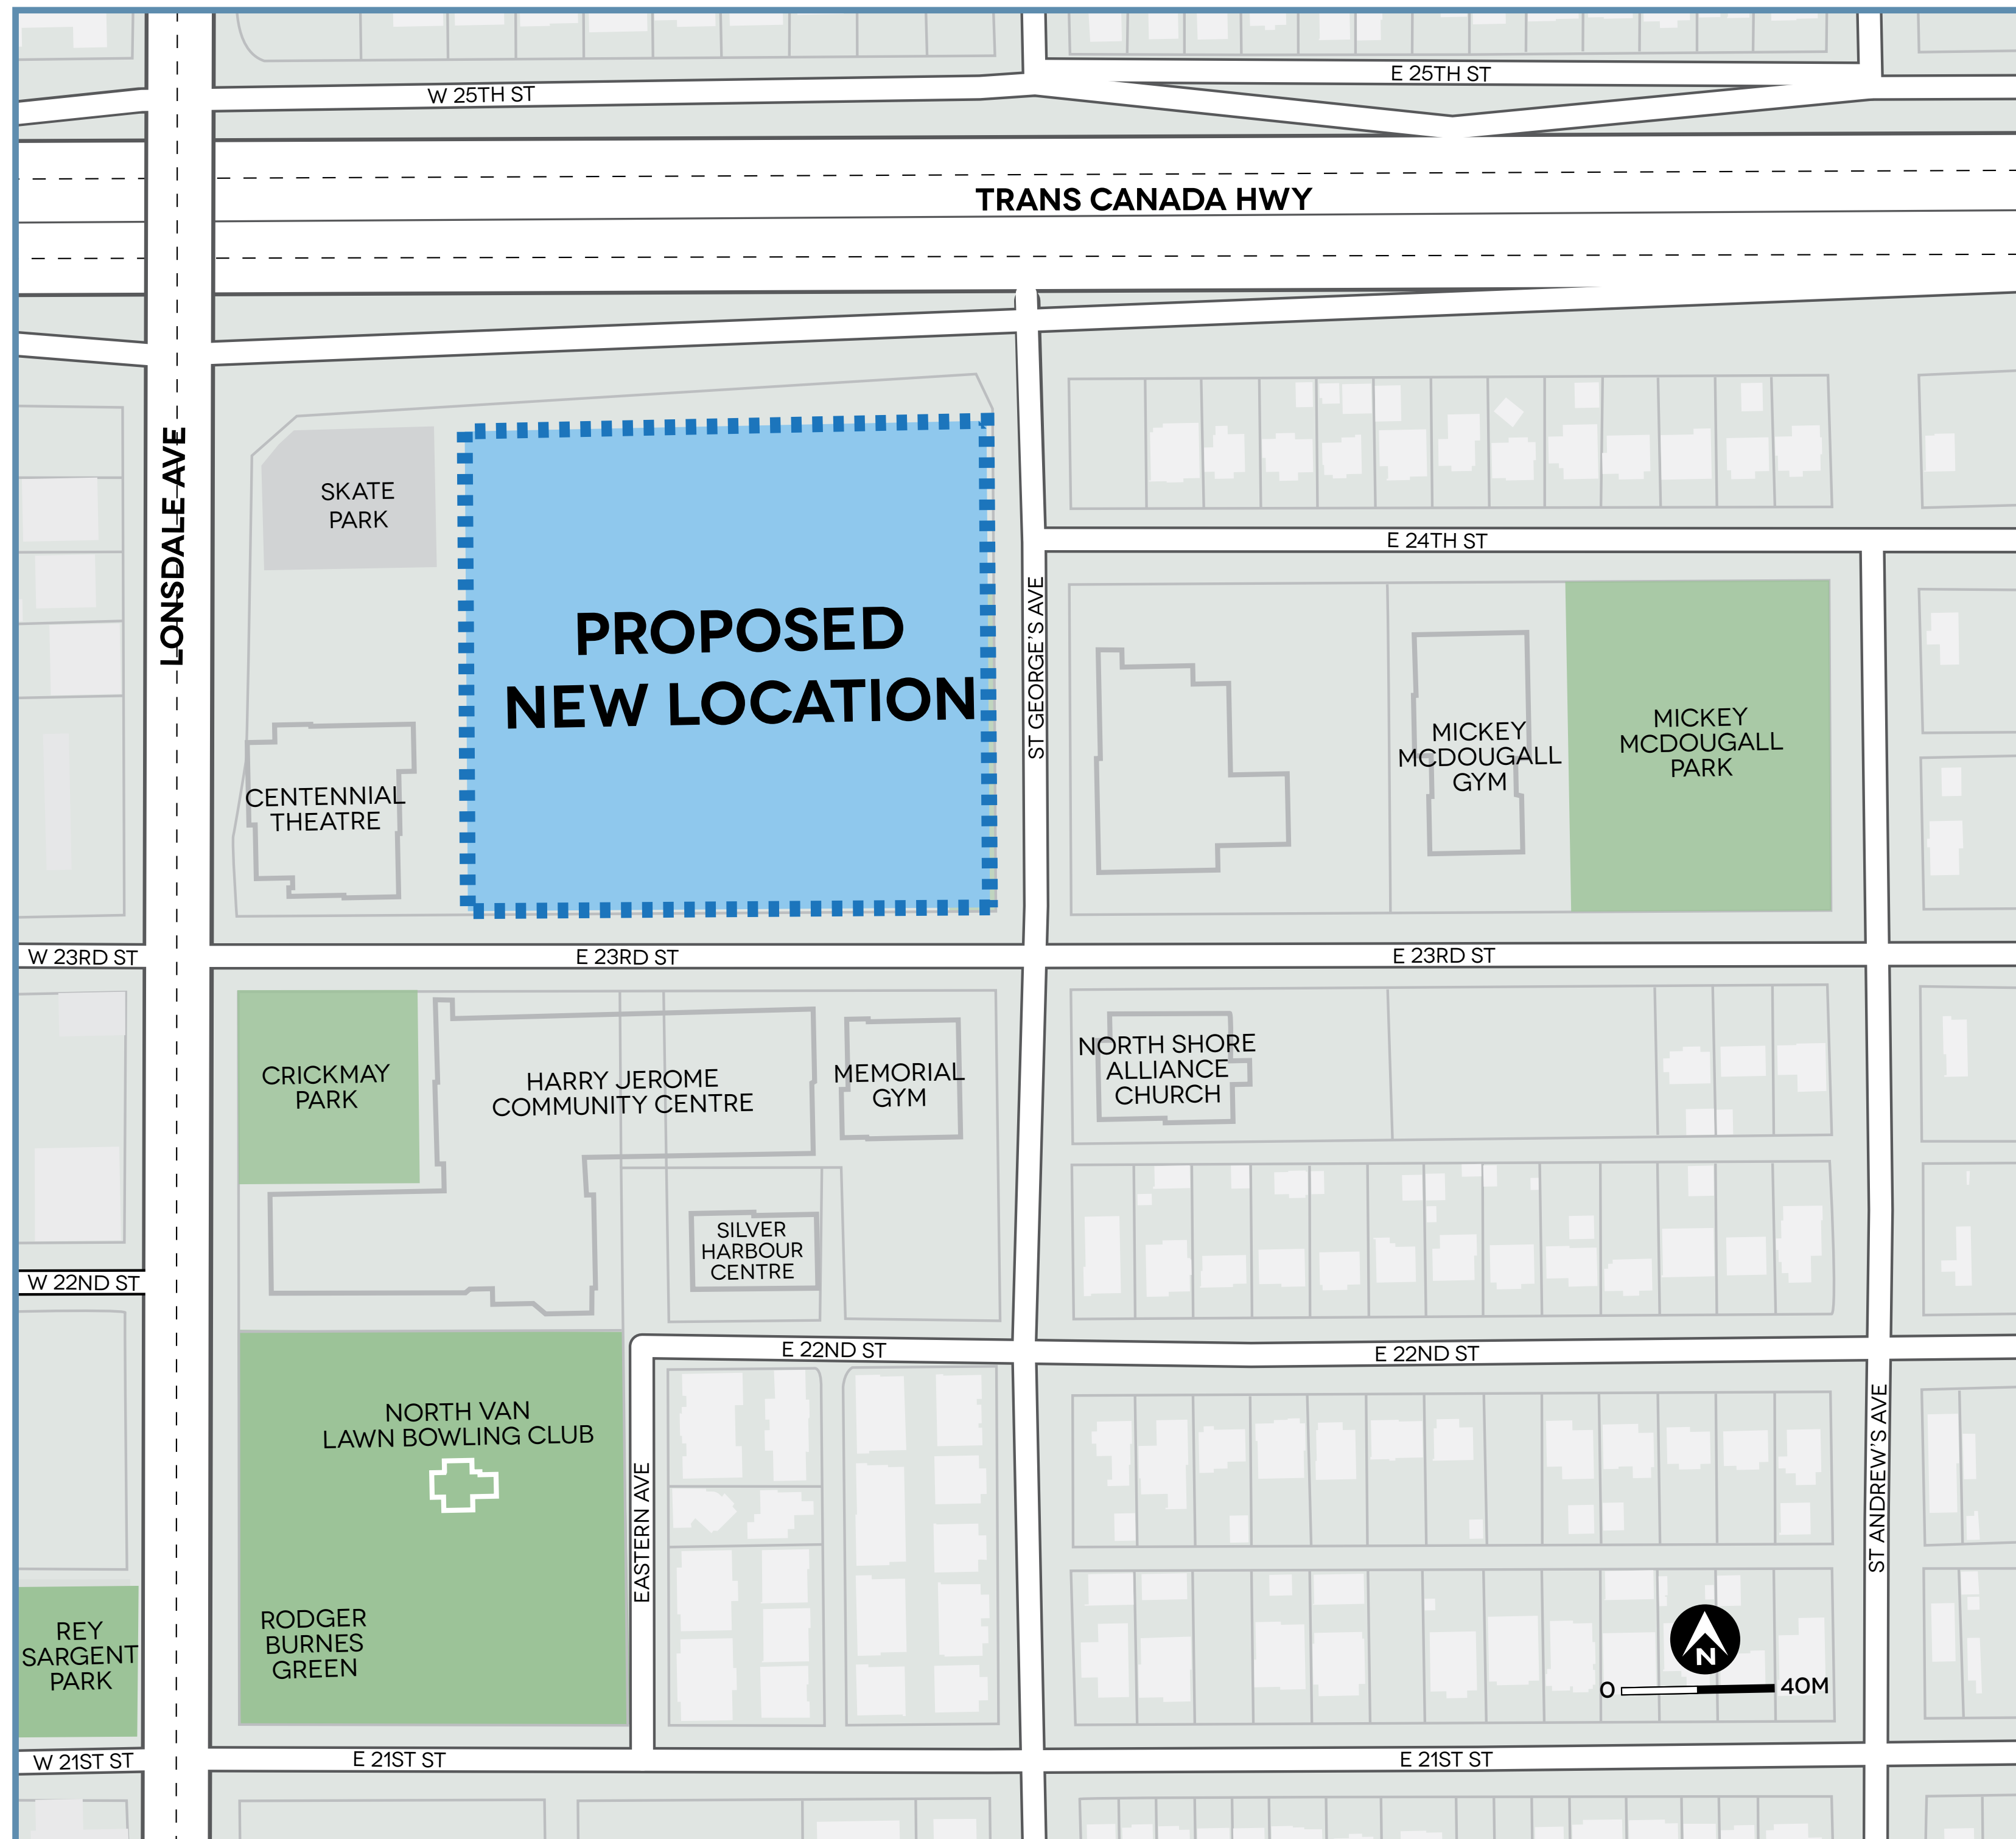 E 25TH ST
W 25TH ST
TRANS CANADA HWY
LONSDALE AVE
SKATE
PARK
E 24TH ST
PROPOSED
NEW LOCATION
ST GEORGE'S AVE
MICKEY
MCDOUGALL
GYM
MICKEY
MCDOUGALL
PARK
CENTENNIAL
THEATRE
W 23RD ST
E 23RD ST
E 23RD ST
CRICKMAY
PARK
HARRY JEROME
COMMUNITY CENTRE
MEMORIAL
GYM
NORTH SHORE
ALLIANCE
CHURCH
SILVER
HARBOUR
CENTRE
W 22ND ST
E 22ND ST
E 22ND ST
NORTH VAN
LAWN BOWLING CLUB
EASTERN AVE
ST ANDREW'S AVE
RODGER
BURNES
GREEN
REY
SARGENT
PARK
N
0 40M
W 21ST ST
E 21ST ST
E 21ST ST